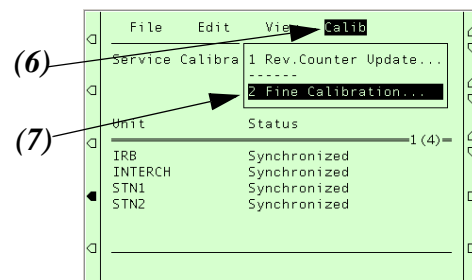 File Edit View Calib
(6)
Service Calibra 1 Rev.Counter Update...
------
2 Fine Calibration...
(7)
Unit Status
1(4)
IRB Synchronized
INTERCH Synchronized
STN1 Synchronized
STN2 Synchronized